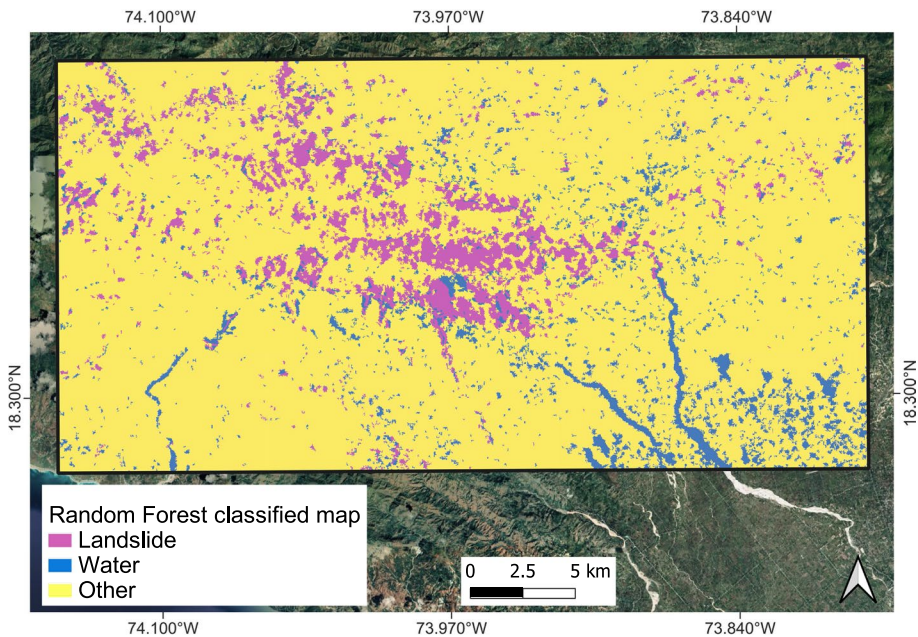 74.100°W 73.970°W 73.840°W
18.300°N
18.300°N
Random Forest classified map
Landslide
Water
Other
0 2.5 5 km
74.100°W 73.970°W 73.840°W